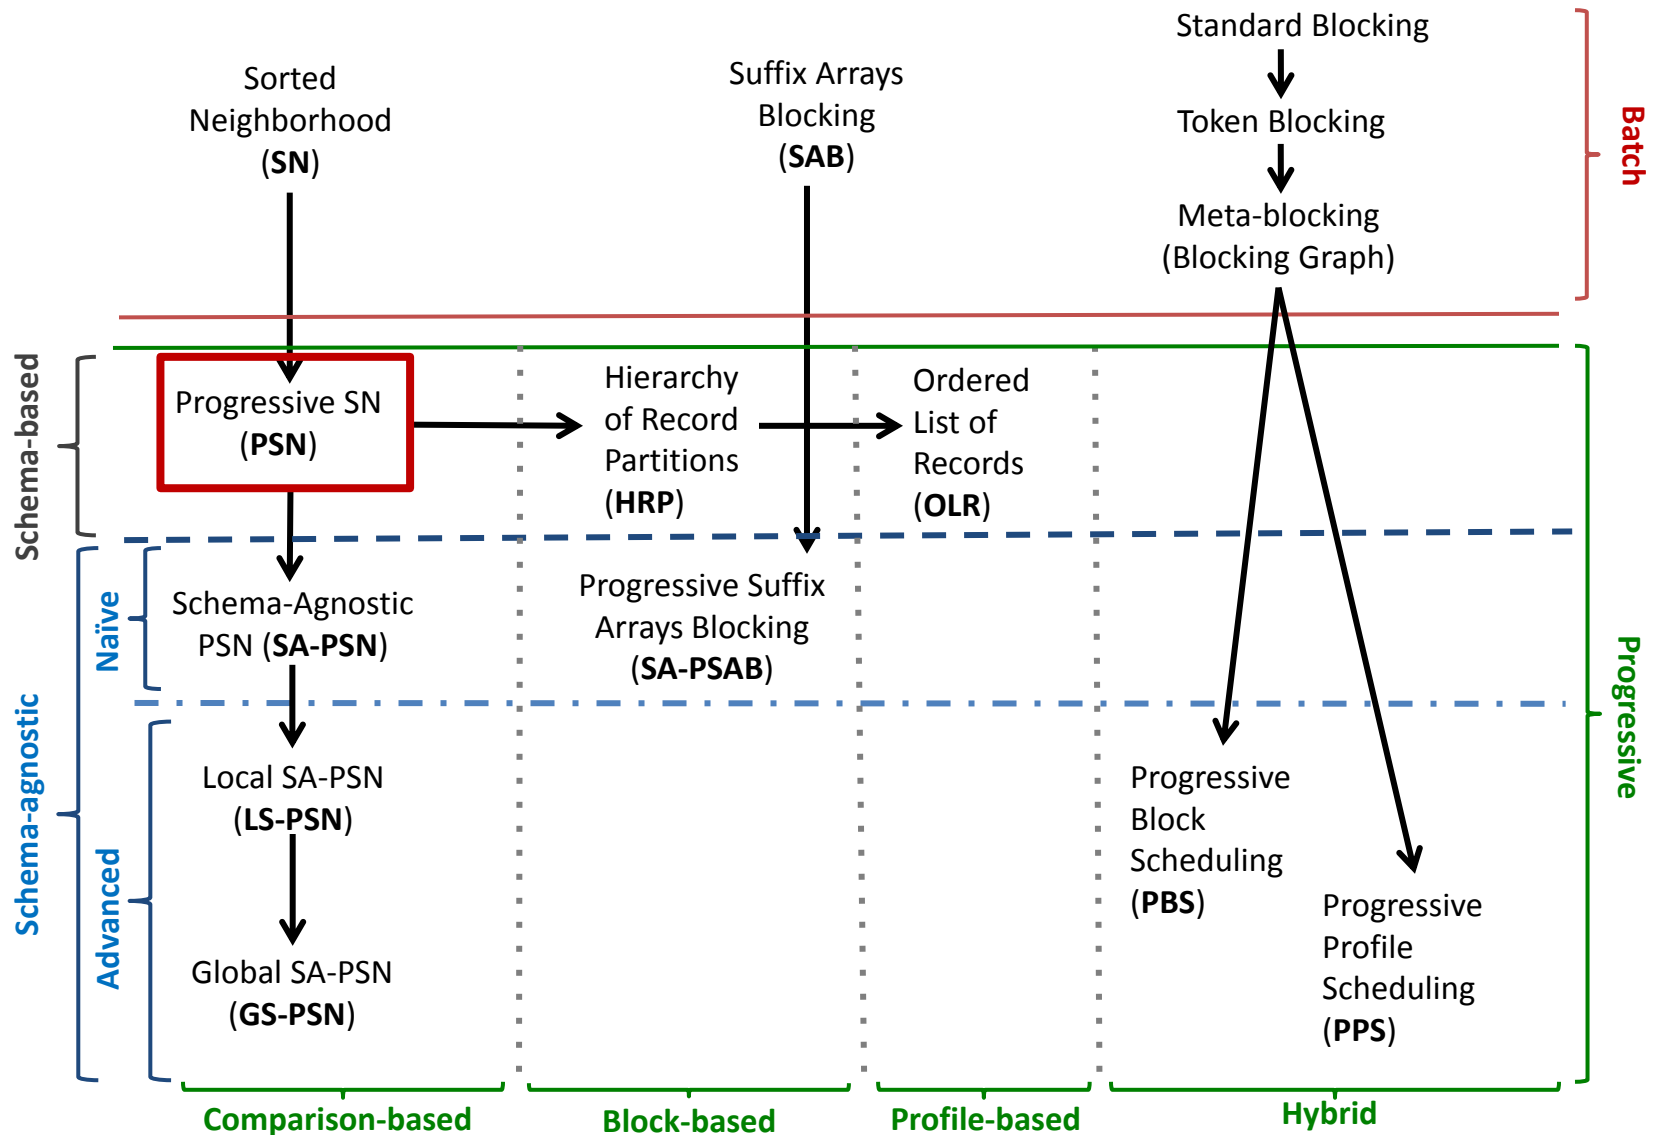 Standard Blocking
Token Blocking
Meta-blocking
(Blocking Graph)
Sorted
Neighborhood
(SN)
Suffix Arrays
Blocking
(SAB)
Batch
Schema-based
Progressive SN
(PSN)
Hierarchy
of Record
Partitions
(HRP)
Ordered
List of
Records
(OLR)
Schema-agnostic
Naïve
Schema-Agnostic
PSN (SA-PSN)
Progressive Suffix
Arrays Blocking
(SA-PSAB)
Progressive
Advanced
Local SA-PSN
(LS-PSN)
Global SA-PSN
(GS-PSN)
Progressive
Block
Scheduling
(PBS)
Progressive
Profile
Scheduling
(PPS)
Comparison-based
Block-based
Profile-based
Hybrid